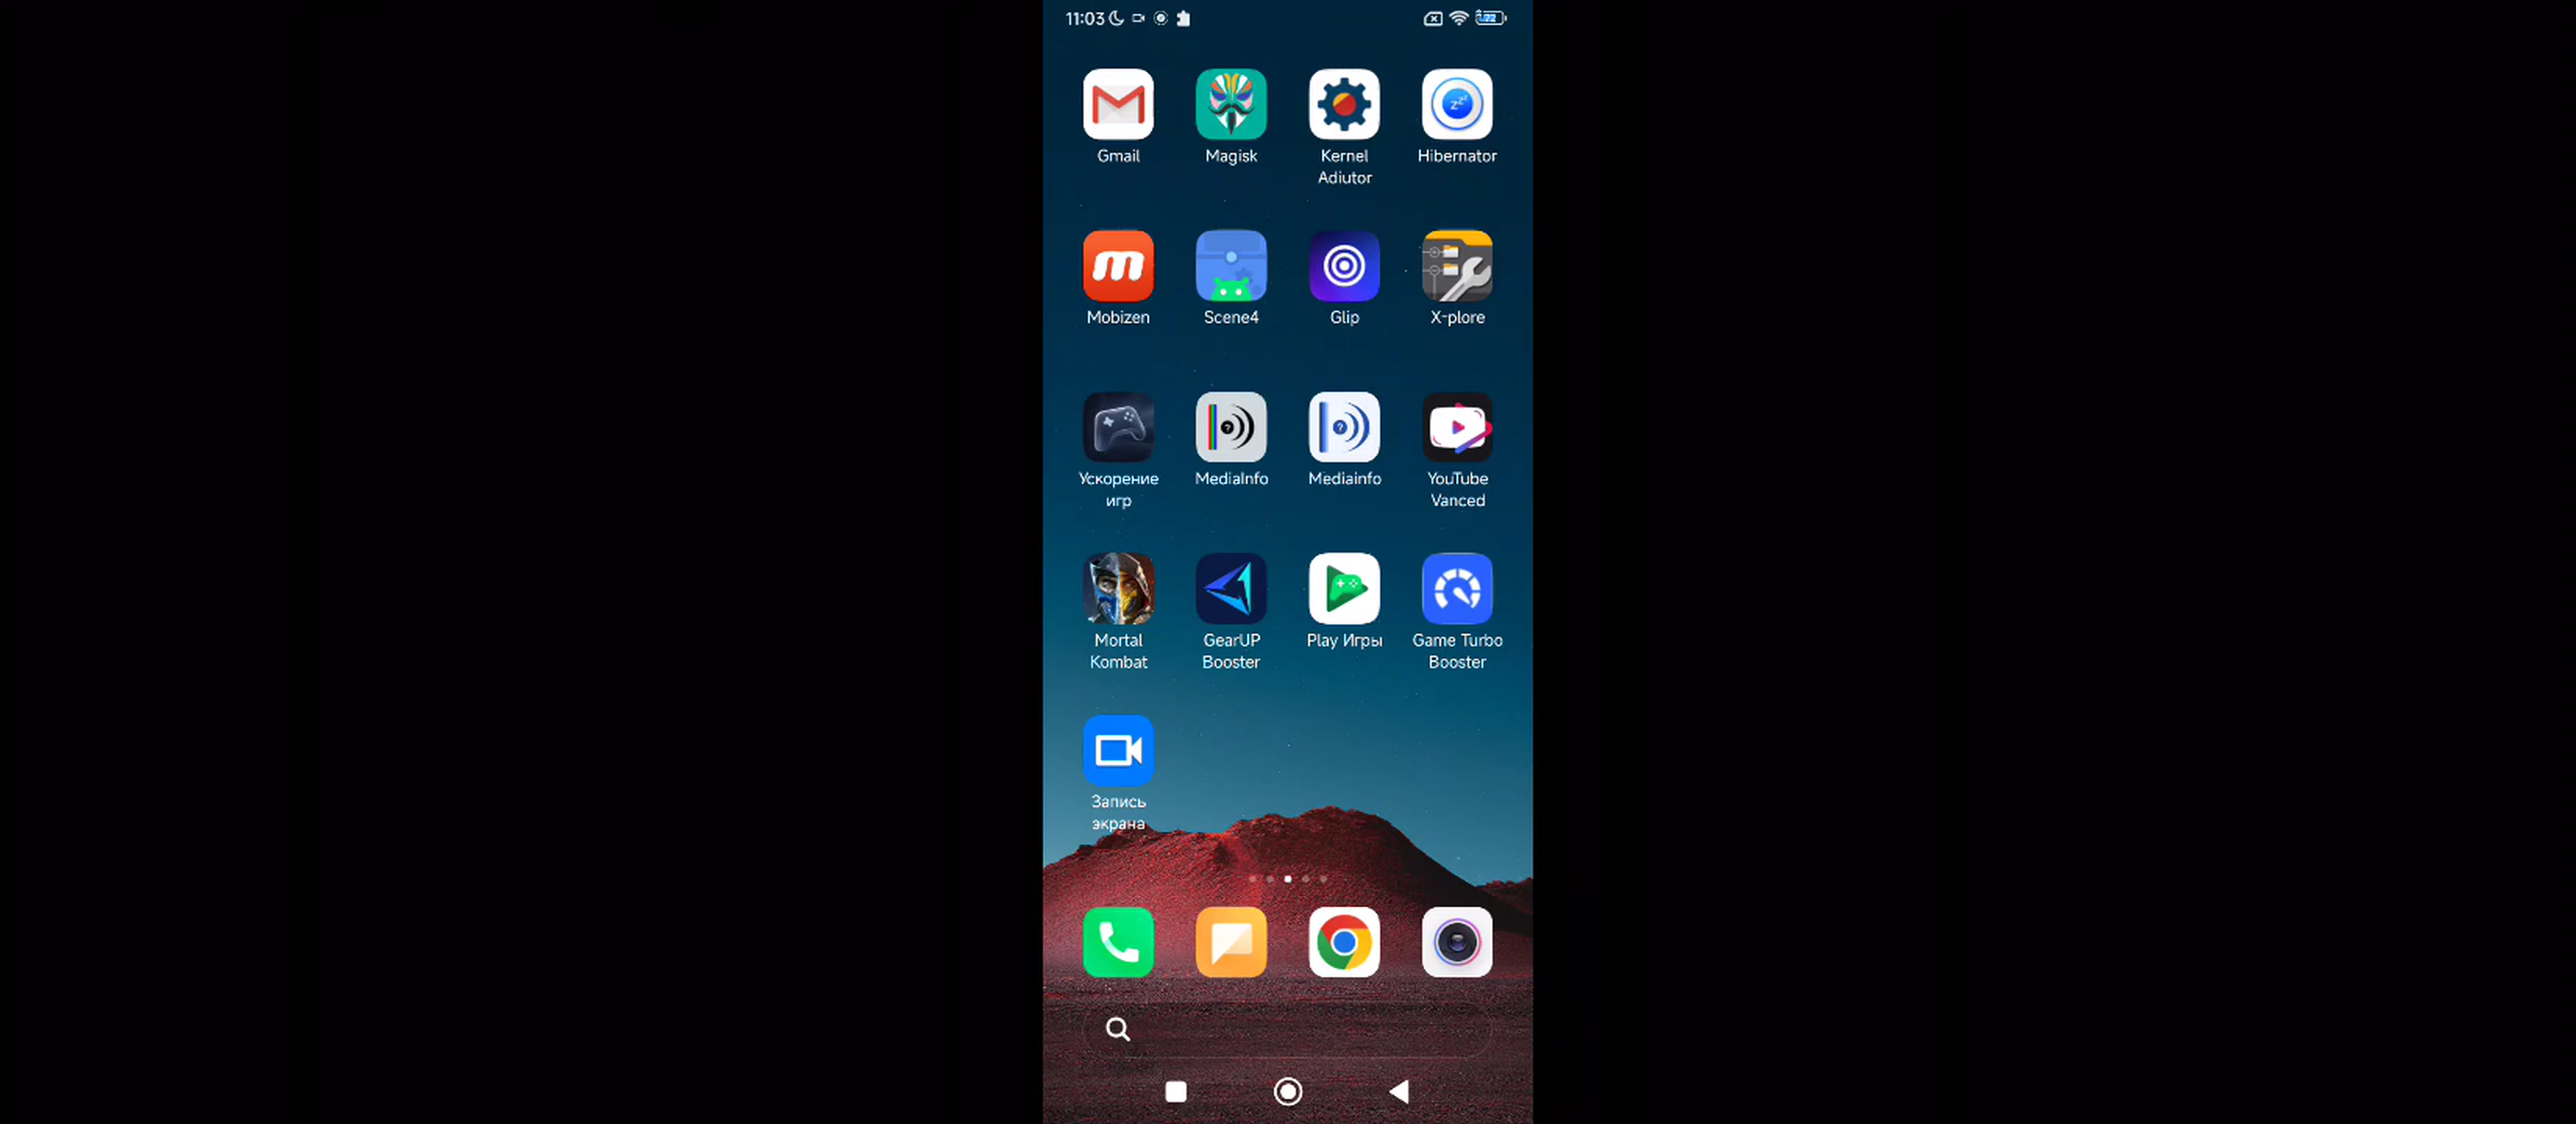 11:03
72
Gmail
Magisk
Kernel
Adiutor
Hibernator
Mobizen
Scene4
Glip
X-plore
Ускорение
игр
MediaInfo
Mediainfo
YouTube
Vanced
Mortal
Kombat
GearUP
Booster
Play Игры
Game Turbo
Booster
Запись
экрана